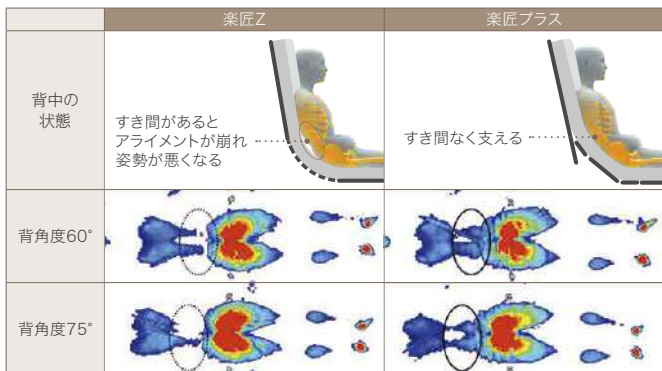 楽匠Z 楽匠プラス
背中の
状態
すき間があると
アライメントが崩れ
姿勢が悪くなる
すき間なく支える
背角度60°
背角度75°